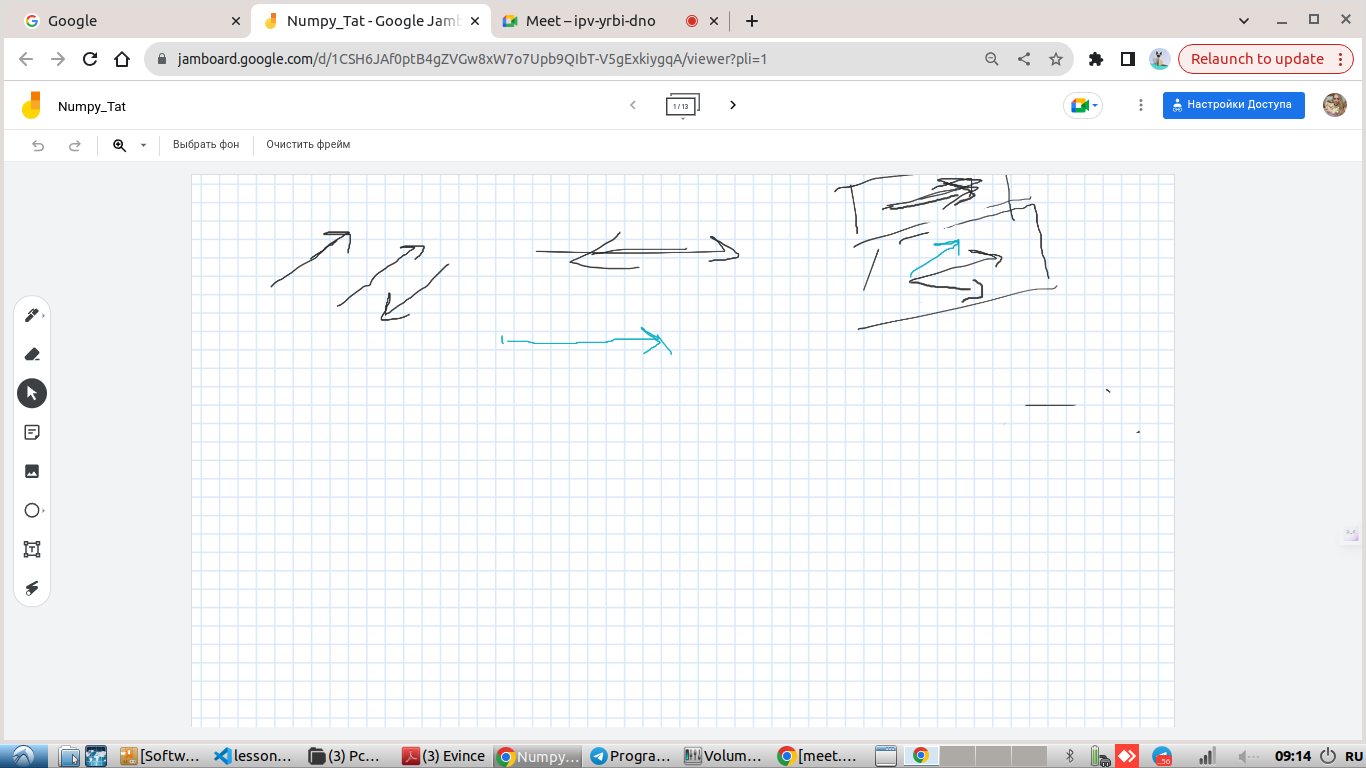 Google
Numpy_Tat - Google Jamb
Meet – ipv-yrbi-dno
jamboard.google.com/d/1CSH6JAf0ptB4gZVGw8xW7o7Upb9QIbT-V5gExkiygqA/viewer?pli=1
Relaunch to update
Numpy_Tat
1 / 13
Настройки Доступа
Выбрать фон
Очистить фрейм
[Softw...
lesson...
(3) Pc...
(3) Evince
Numpy...
Progra...
Volum...
[meet....
56
09:14
RU